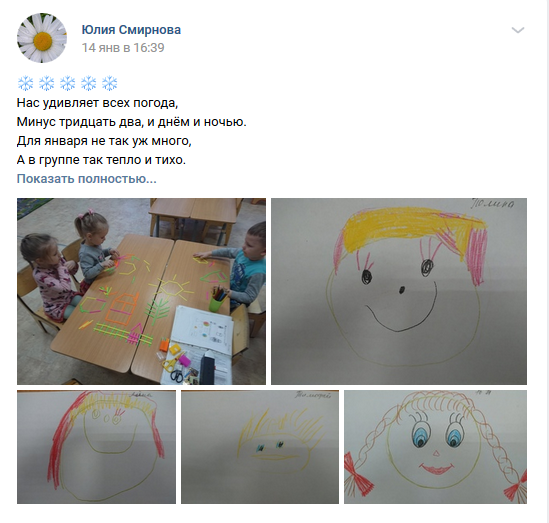 Юлия Смирнова
14 янв в 16:39
Нас удивляет всех погода,
Минус тридцать два, и днём и ночью.
Для января не так уж много,
А в группе так тепло и тихо.
Показать полностью...
Полина